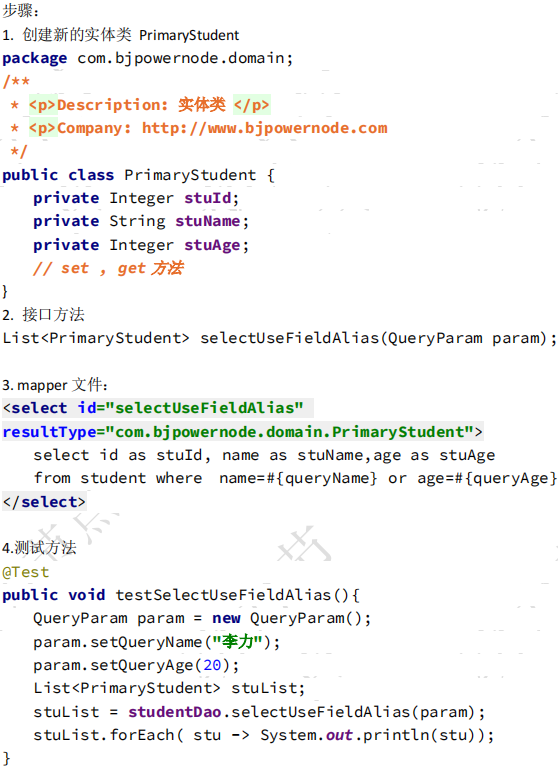 步骤：
1. 创建新的实体类 PrimaryStudent
package com.bjpowernode.domain;
/**
* <p>Description: 实体类 </p>
* <p>Company: http://www.bjpowernode.com
*/
public class PrimaryStudent {
private Integer stuId;
private String stuName;
private Integer stuAge;
// set , get 方法
}
2. 接口方法
List<PrimaryStudent> selectUseFieldAlias(QueryParam param);
3. mapper 文件：
<select id="selectUseFieldAlias"
resultType="com.bjpowernode.domain.PrimaryStudent">
select id as stuId, name as stuName,age as stuAge
from student where name=#{queryName} or age=#{queryAge}
</select>
4.测试方法
@Test
public void testSelectUseFieldAlias(){
QueryParam param = new QueryParam();
param.setQueryName("李力");
param.setQueryAge(20);
List<PrimaryStudent> stuList;
stuList = studentDao.selectUseFieldAlias(param);
stuList.forEach( stu -> System.out.println(stu));
}